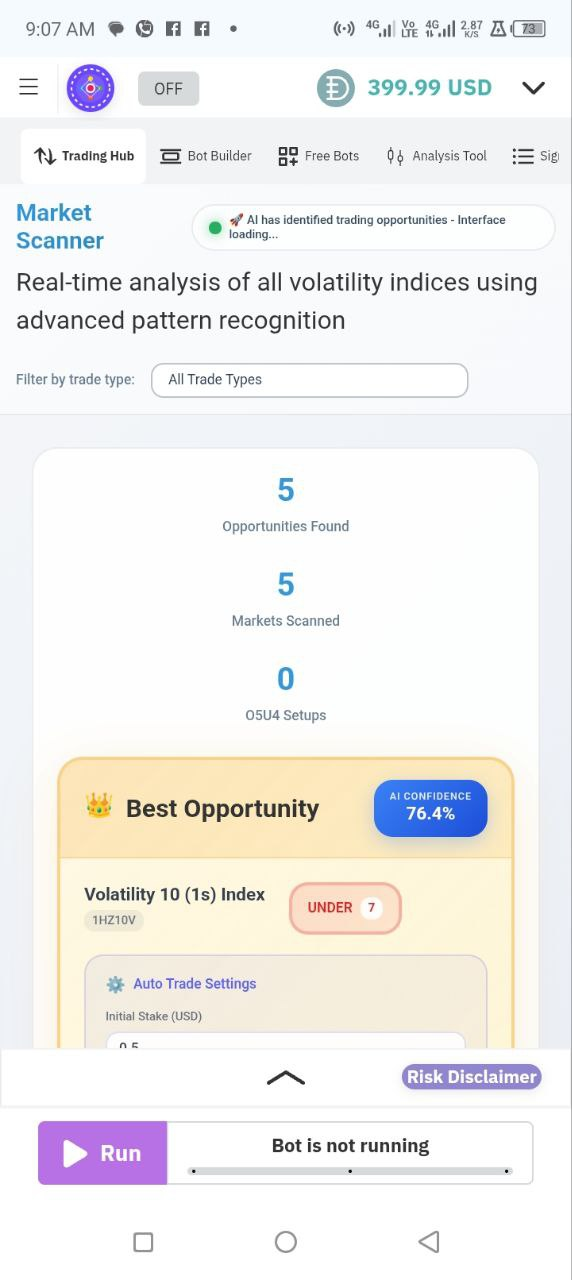 9:07 AM
4G Vo LTE 4G 2.87 K/S 73
OFF
399.99 USD
Trading Hub
Bot Builder
Free Bots
Analysis Tool
Sig
Market
Scanner
🚀 AI has identified trading opportunities - Interface
loading...
Real-time analysis of all volatility indices using
advanced pattern recognition
Filter by trade type:
All Trade Types
5
Opportunities Found
5
Markets Scanned
0
O5U4 Setups
👑 Best Opportunity
AI CONFIDENCE
76.4%
Volatility 10 (1s) Index
1HZ10V
UNDER 7
⚙️ Auto Trade Settings
Initial Stake (USD)
0.5
Risk Disclaimer
Run
Bot is not running